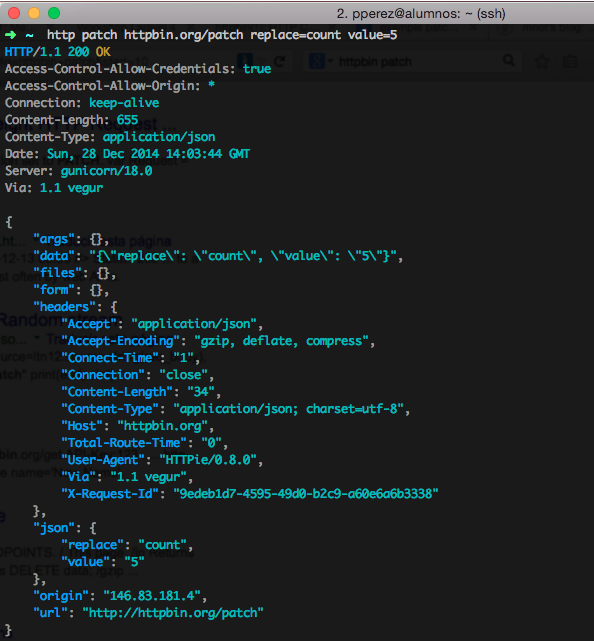 2. pperez@alumnos: ~ (ssh)
➜ ~ http patch httpbin.org/patch replace=count value=5
HTTP/1.1 200 OK
Access-Control-Allow-Credentials: true
Access-Control-Allow-Origin: *
Connection: keep-alive
Content-Length: 655
Content-Type: application/json
Date: Sun, 28 Dec 2014 14:03:44 GMT
Server: gunicorn/18.0
Via: 1.1 vegur
{
"args": {},
"data": "{\"replace\": \"count\", \"value\": \"5\"}",
"files": {},
"form": {},
"headers": {
"Accept": "application/json",
"Accept-Encoding": "gzip, deflate, compress",
"Connect-Time": "1",
"Connection": "close",
"Content-Length": "34",
"Content-Type": "application/json; charset=utf-8",
"Host": "httpbin.org",
"Total-Route-Time": "0",
"User-Agent": "HTTPie/0.8.0",
"Via": "1.1 vegur",
"X-Request-Id": "9edeb1d7-4595-49d0-b2c9-a60e6a6b3338"
},
"json": {
"replace": "count",
"value": "5"
},
"origin": "146.83.181.4",
"url": "http://httpbin.org/patch"
}
httpbin patch